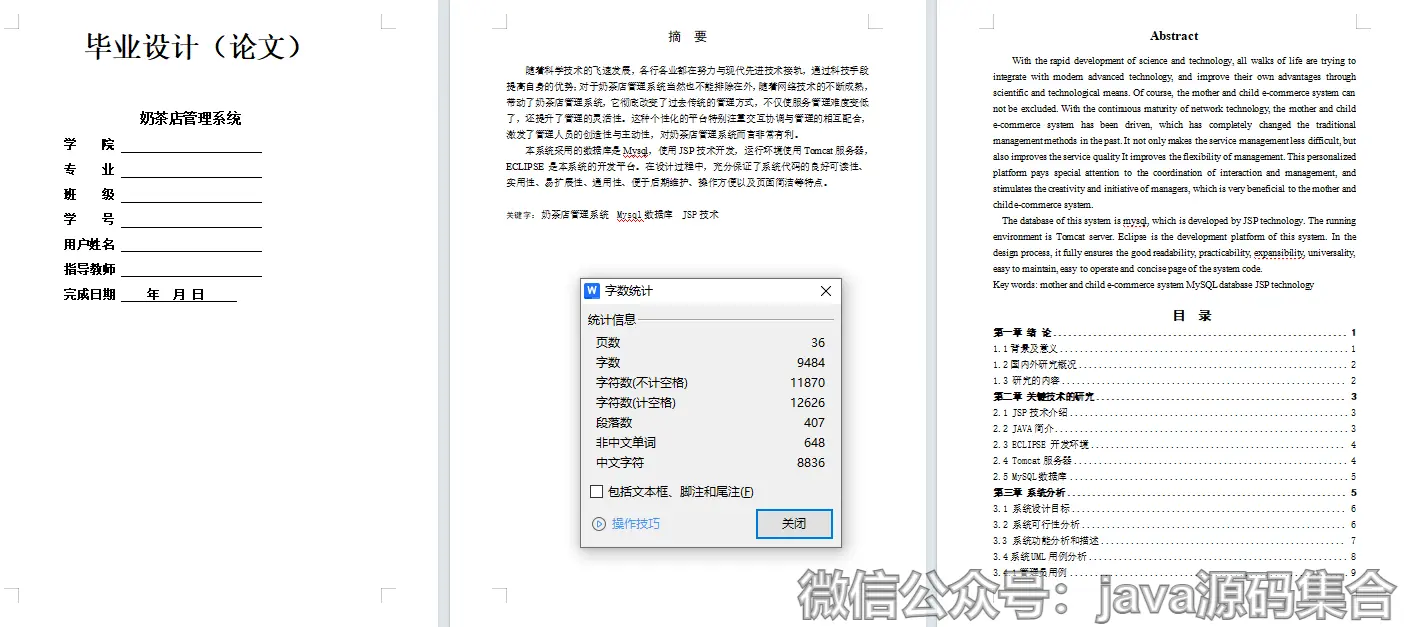 毕业设计（论文）
奶茶店管理系统
学 院
专 业
班 级
学 号
用户姓名
指导教师
完成日期 年 月 日
摘 要
随着科学技术的飞速发展，各行各业都在努力与现代先进技术接轨，通过科技手段
提高自身的优势，对于奶茶店管理系统当然也不能排除在外，随着网络技术的不断成熟，
带动了奶茶店管理系统，它彻底改变了过去传统的管理方式，不仅使服务管理难度变低
了，还提升了管理的灵活性。这种个性化的平台特别注重交互协调与管理的相互配合，
激发了管理人员的创造性与主动性，对奶茶店管理系统而言非常有利。
本系统采用的数据库是Mysql，使用JSP技术开发，运行环境使用Tomcat服务器，
ECLIPSE 是本系统的开发平台。在设计过程中，充分保证了系统代码的良好可读性、
实用性、易扩展性、通用性、便于后期维护、操作方便以及页面简洁等特点。
关键字：奶茶店管理系统 Mysql数据库 JSP技术
字数统计
统计信息
页数 36
字数 9484
字符数(不计空格) 11870
字符数(计空格) 12626
段落数 407
非中文单词 648
中文字符 8836
包括文本框、脚注和尾注(F)
操作技巧
关闭
Abstract
With the rapid development of science and technology, all walks of life are trying to
integrate with modern advanced technology, and improve their own advantages through
scientific and technological means. Of course, the mother and child e-commerce system can
not be excluded. With the continuous maturity of network technology, the mother and child
e-commerce system has been driven, which has completely changed the traditional
management methods in the past. It not only makes the service management less difficult, but
also improves the service quality It improves the flexibility of management. This personalized
platform pays special attention to the coordination of interaction and management, and
stimulates the creativity and initiative of managers, which is very beneficial to the mother and
child e-commerce system.
The database of this system is mysql, which is developed by JSP technology. The running
environment is Tomcat server. Eclipse is the development platform of this system. In the
design process, it fully ensures the good readability, practicability, expansibility, universality,
easy to maintain, easy to operate and concise page of the system code.
Key words: mother and child e-commerce system MySQL database JSP technology
目 录
第一章 绪 论 1
1.1背景及意义 1
1.2国内外研究概况 2
1.3 研究的内容 2
第二章 关键技术的研究 3
2.1 JSP技术介绍 3
2.2 JAVA简介 3
2.3 ECLIPSE 开发环境 4
2.4 Tomcat服务器 4
2.5 MySQL数据库 5
第三章 系统分析 5
3.1 系统设计目标 6
3.2 系统可行性分析 6
3.3 系统功能分析和描述 7
3.4系统UML用例分析 8
3.4.1管理员用例 9
微信公众号：java源码集合